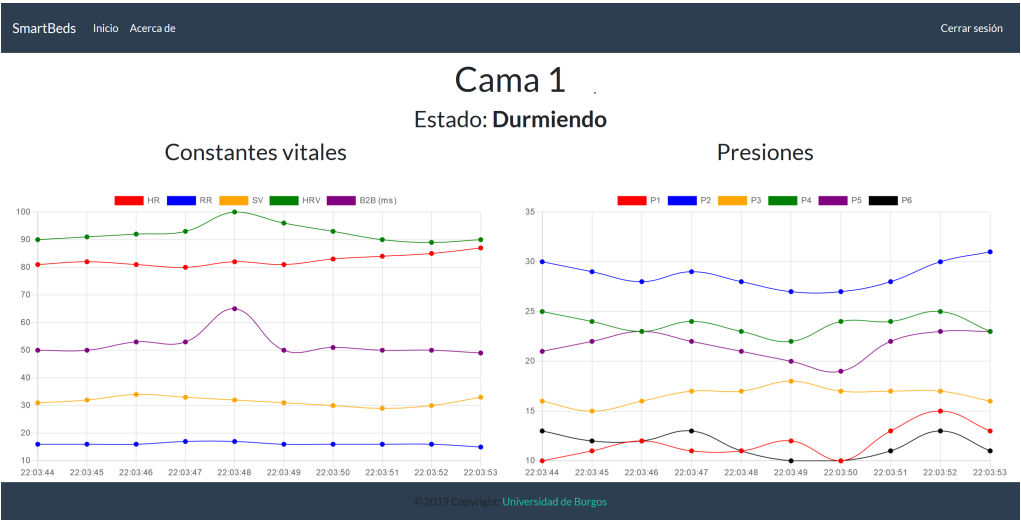 SmartBeds Inicio Acerca de Cerrar sesión
Cama 1
Estado: Durmiendo
Constantes vitales
HR RR SV HRV B2B (ms)
100
90
80
70
60
50
40
30
20
10
22:03:44 22:03:45 22:03:46 22:03:47 22:03:48 22:03:49 22:03:50 22:03:51 22:03:52 22:03:53
Presiones
P1 P2 P3 P4 P5 P6
35
30
25
20
15
10
22:03:44 22:03:45 22:03:46 22:03:47 22:03:48 22:03:49 22:03:50 22:03:51 22:03:52 22:03:53
© 2019 Copyright: Universidad de Burgos